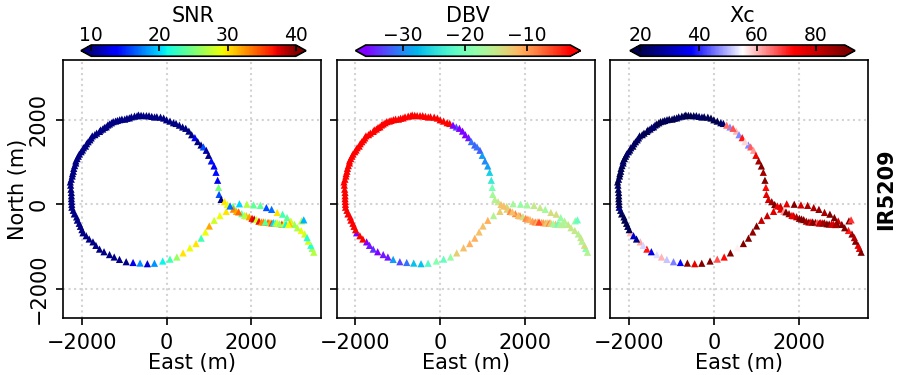 SNR
DBV
Xc
10 20 30 40
−30 −20 −10
20 40 60 80
North (m)
2000
0
−2000
−2000 0 2000
−2000 0 2000
−2000 0 2000
East (m)
East (m)
East (m)
IR5209